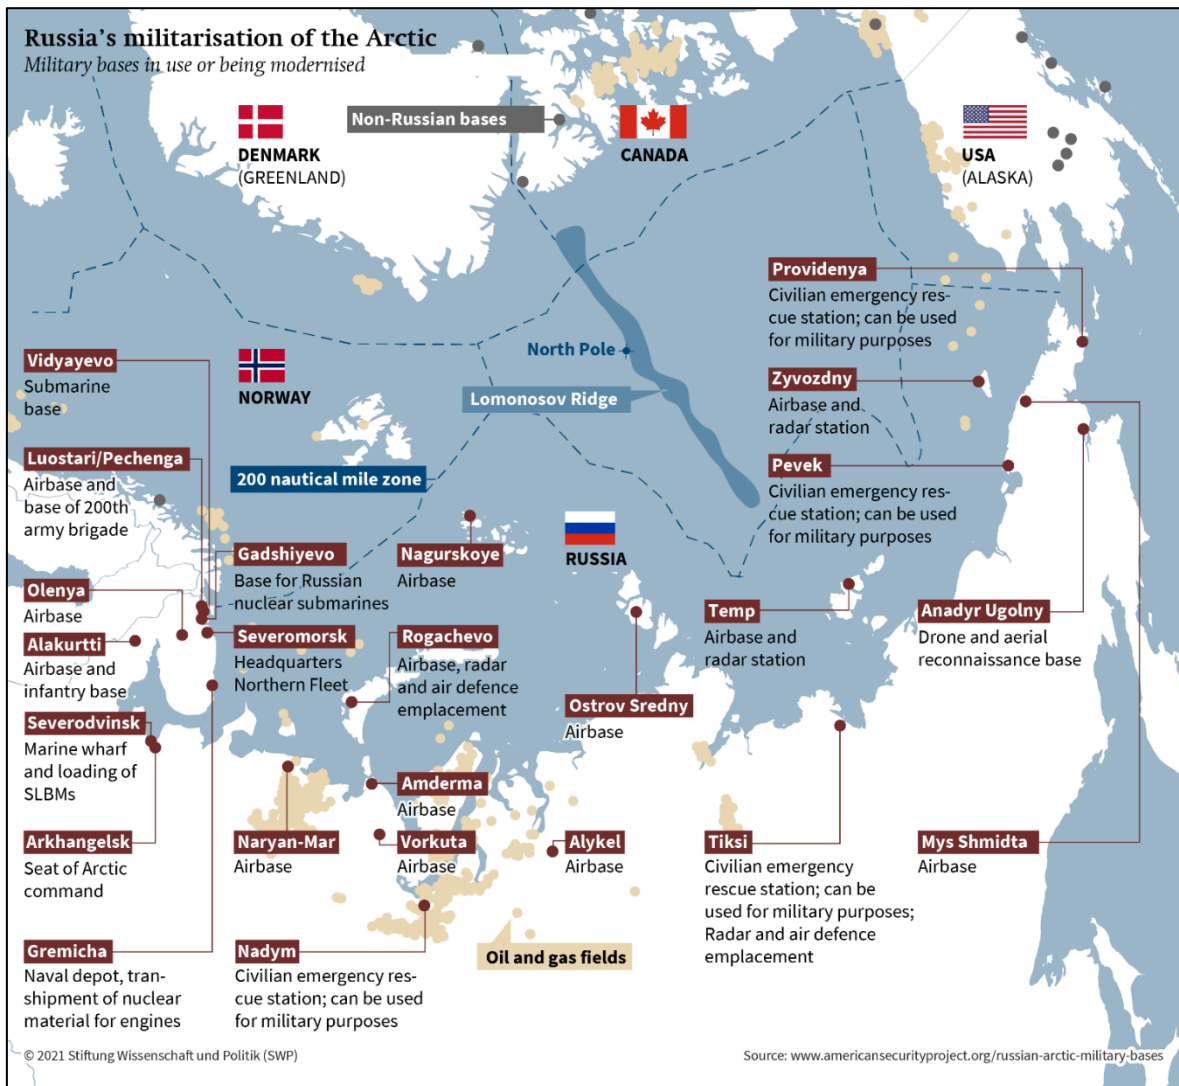 Russia's militarisation of the Arctic
Military bases in use or being modernised
Non-Russian bases
DENMARK
(GREENLAND)
CANADA
USA
(ALASKA)
Providenya
Civilian emergency res-
cue station; can be used
for military purposes
North Pole
Lomonosov Ridge
Vidyayevo
Submarine
base
NORWAY
Zyvozdny
Airbase and
radar station
Luostari/Pechenga
Airbase and
base of 200th
army brigade
200 nautical mile zone
Pevek
Civilian emergency res-
cue station; can be used
for military purposes
RUSSIA
Gadshiyevo
Base for Russian
nuclear submarines
Nagurskoye
Airbase
Olenya
Airbase
Temp
Airbase and
radar station
Anadyr Ugolny
Drone and aerial
reconnaissance base
Alakurtti
Airbase and
infantry base
Severomorsk
Headquarters
Northern Fleet
Rogachevo
Airbase, radar
and air defence
emplacement
Ostrov Sredny
Airbase
Severodvinsk
Marine wharf
and loading of
SLBMs
Amderma
Airbase
Arkhangelsk
Seat of Arctic
command
Naryan-Mar
Airbase
Vorkuta
Airbase
Alykel
Airbase
Tiksi
Civilian emergency
rescue station; can be
used for military purposes;
Radar and air defence
emplacement
Mys Shmidta
Airbase
Gremicha
Naval depot, tran-
shipment of nuclear
material for engines
Nadym
Civilian emergency res-
cue station; can be used
for military purposes
Oil and gas fields
© 2021 Stiftung Wissenschaft und Politik (SWP)
Source: www.americansecurityproject.org/russian-arctic-military-bases